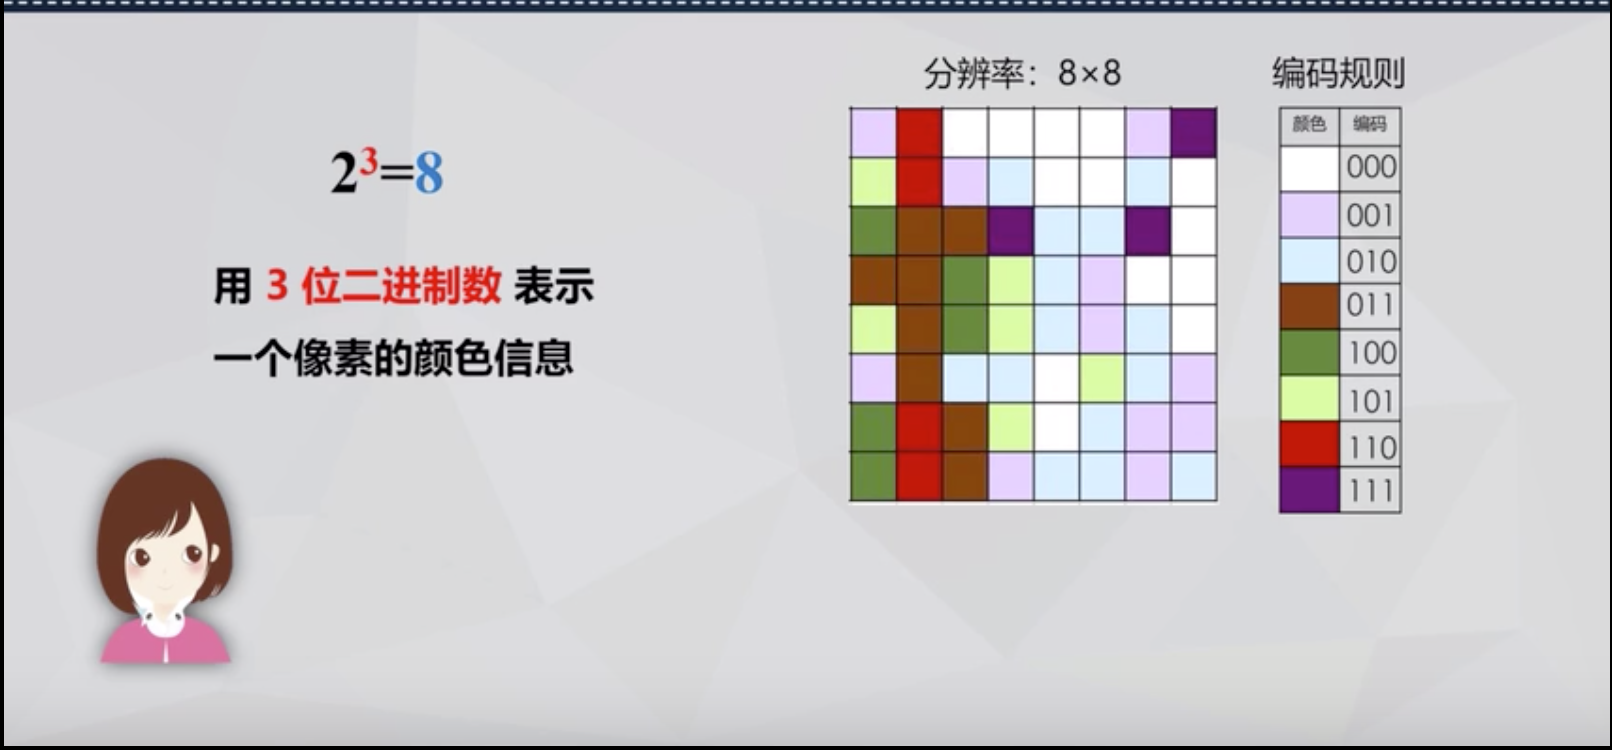 2³=8
用 3 位二进制数 表示
一个像素的颜色信息
分辨率：8×8
编码规则
颜色 编码
000
001
010
011
100
101
110
111